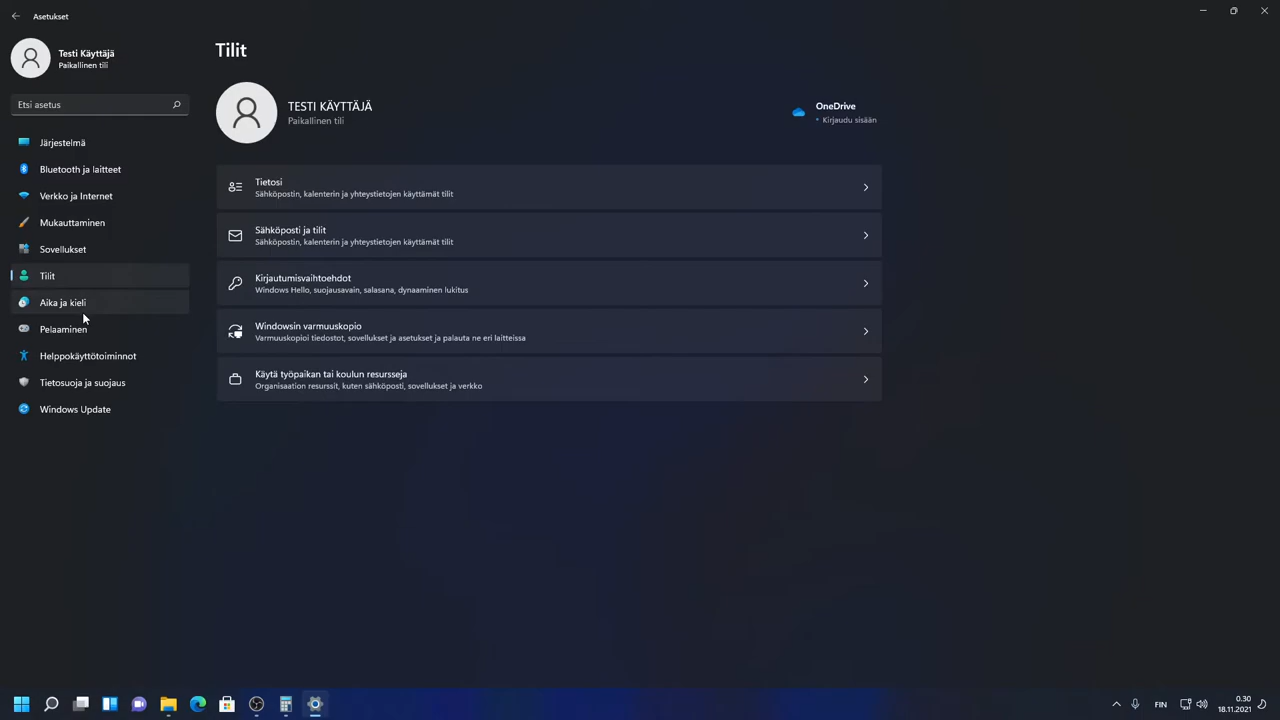 Asetukset
Testi Käyttäjä
Paikallinen tili
Etsi asetus
Järjestelmä
Bluetooth ja laitteet
Verkko ja Internet
Mukauttaminen
Sovellukset
Tilit
Aika ja kieli
Pelaaminen
Helppokäyttötoiminnot
Tietosuoja ja suojaus
Windows Update
Tilit
TESTI KÄYTTÄJÄ
Paikallinen tili
OneDrive
• Kirjaudu sisään
Tietosi
Sähköpostin, kalenterin ja yhteystietojen käyttämät tilit
Sähköposti ja tilit
Sähköpostin, kalenterin ja yhteystietojen käyttämät tilit
Kirjautumisvaihtoehdot
Windows Hello, suojausavain, salasana, dynaaminen lukitus
Windowsin varmuuskopio
Varmuuskopioi tiedostot, sovellukset ja asetukset ja palauta ne eri laitteissa
Käytä työpaikan tai koulun resursseja
Organisaation resurssit, kuten sähköposti, sovellukset ja verkko
FIN
0.30
18.11.2021